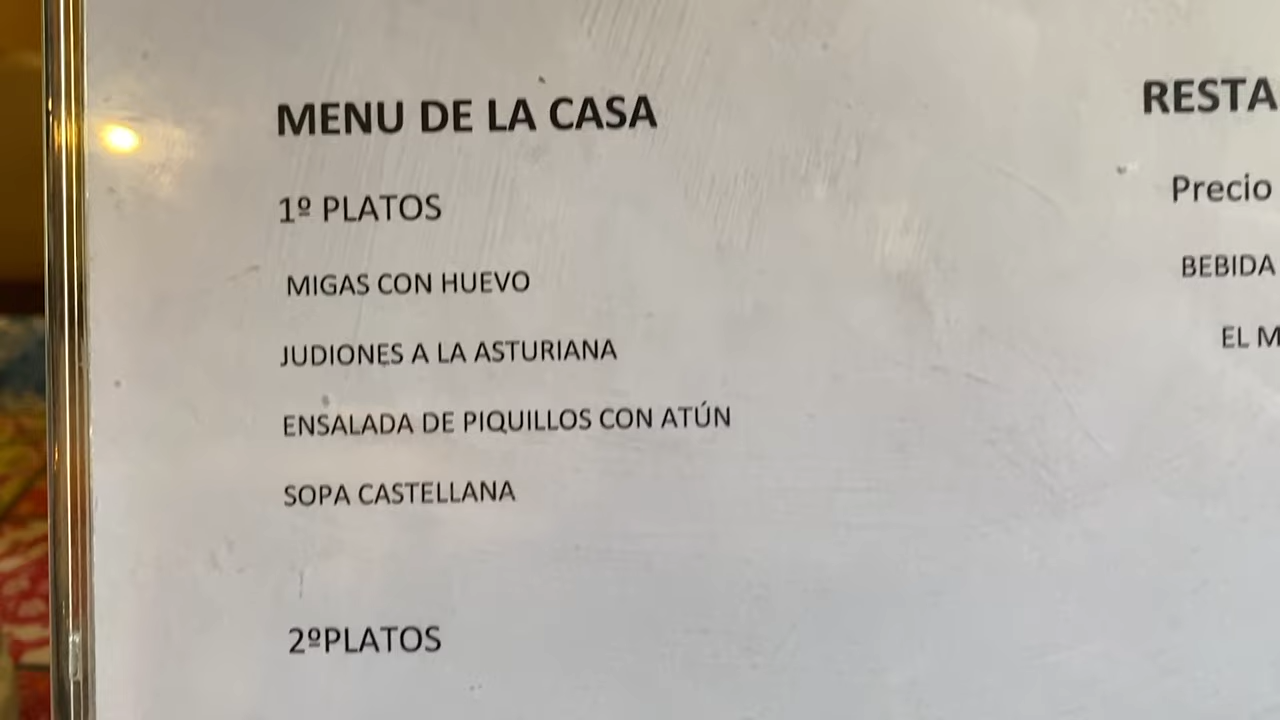 MENU DE LA CASA
1º PLATOS
MIGAS CON HUEVO
JUDIONES A LA ASTURIANA
ENSALADA DE PIQUILLOS CON ATÚN
SOPA CASTELLANA
2ºPLATOS
RESTA
Precio
BEBIDA
EL M